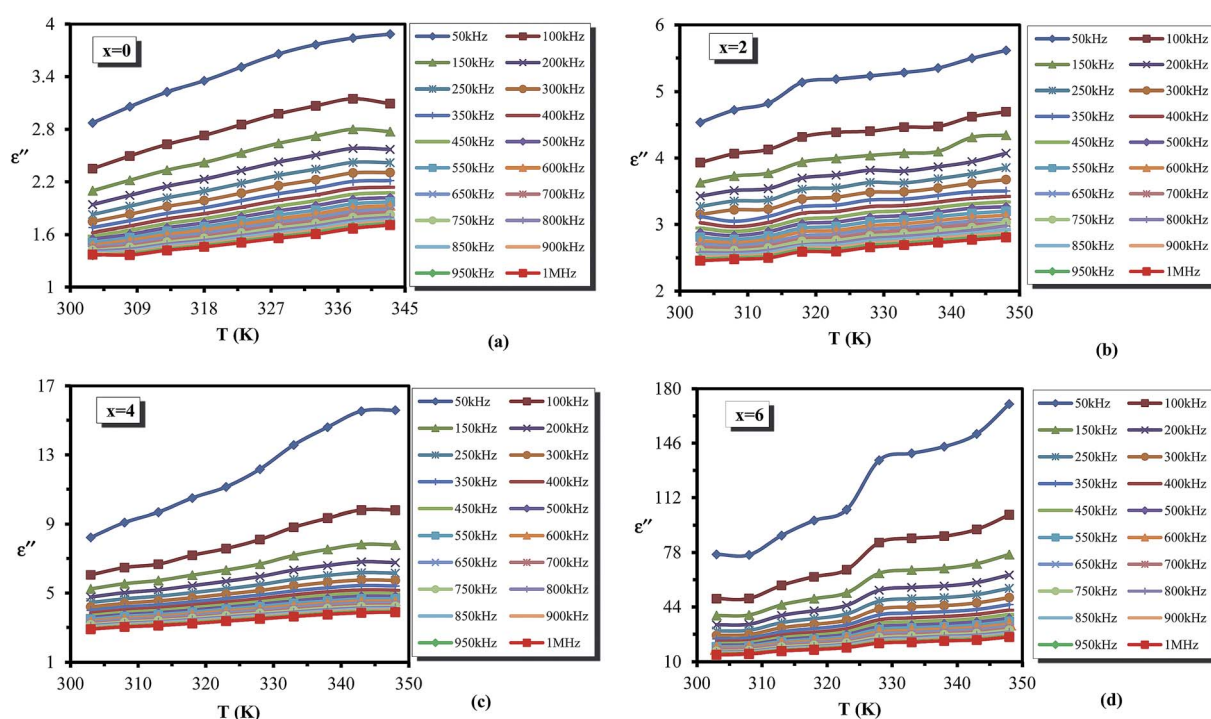 x=0
4
3.4
2.8
2.2
1.6
1
ε″
300 309 318 327 336 345
T (K)
50kHz 100kHz
150kHz 200kHz
250kHz 300kHz
350kHz 400kHz
450kHz 500kHz
550kHz 600kHz
650kHz 700kHz
750kHz 800kHz
850kHz 900kHz
950kHz 1MHz
(a)
x=2
6
5
4
3
2
ε″
300 310 320 330 340 350
T (K)
50kHz 100kHz
150kHz 200kHz
250kHz 300kHz
350kHz 400kHz
450kHz 500kHz
550kHz 600kHz
650kHz 700kHz
750kHz 800kHz
850kHz 900kHz
950kHz 1MHz
(b)
x=4
17
13
9
5
1
ε″
300 310 320 330 340 350
T (K)
50kHz 100kHz
150kHz 200kHz
250kHz 300kHz
350kHz 400kHz
450kHz 500kHz
550kHz 600kHz
650kHz 700kHz
750kHz 800kHz
850kHz 900kHz
950kHz 1MHz
(c)
x=6
180
146
112
78
44
10
ε″
300 310 320 330 340 350
T (K)
50kHz 100kHz
150kHz 200kHz
250kHz 300kHz
350kHz 400kHz
450kHz 500kHz
550kHz 600kHz
650kHz 700kHz
750kHz 800kHz
850kHz 900kHz
950kHz 1MHz
(d)